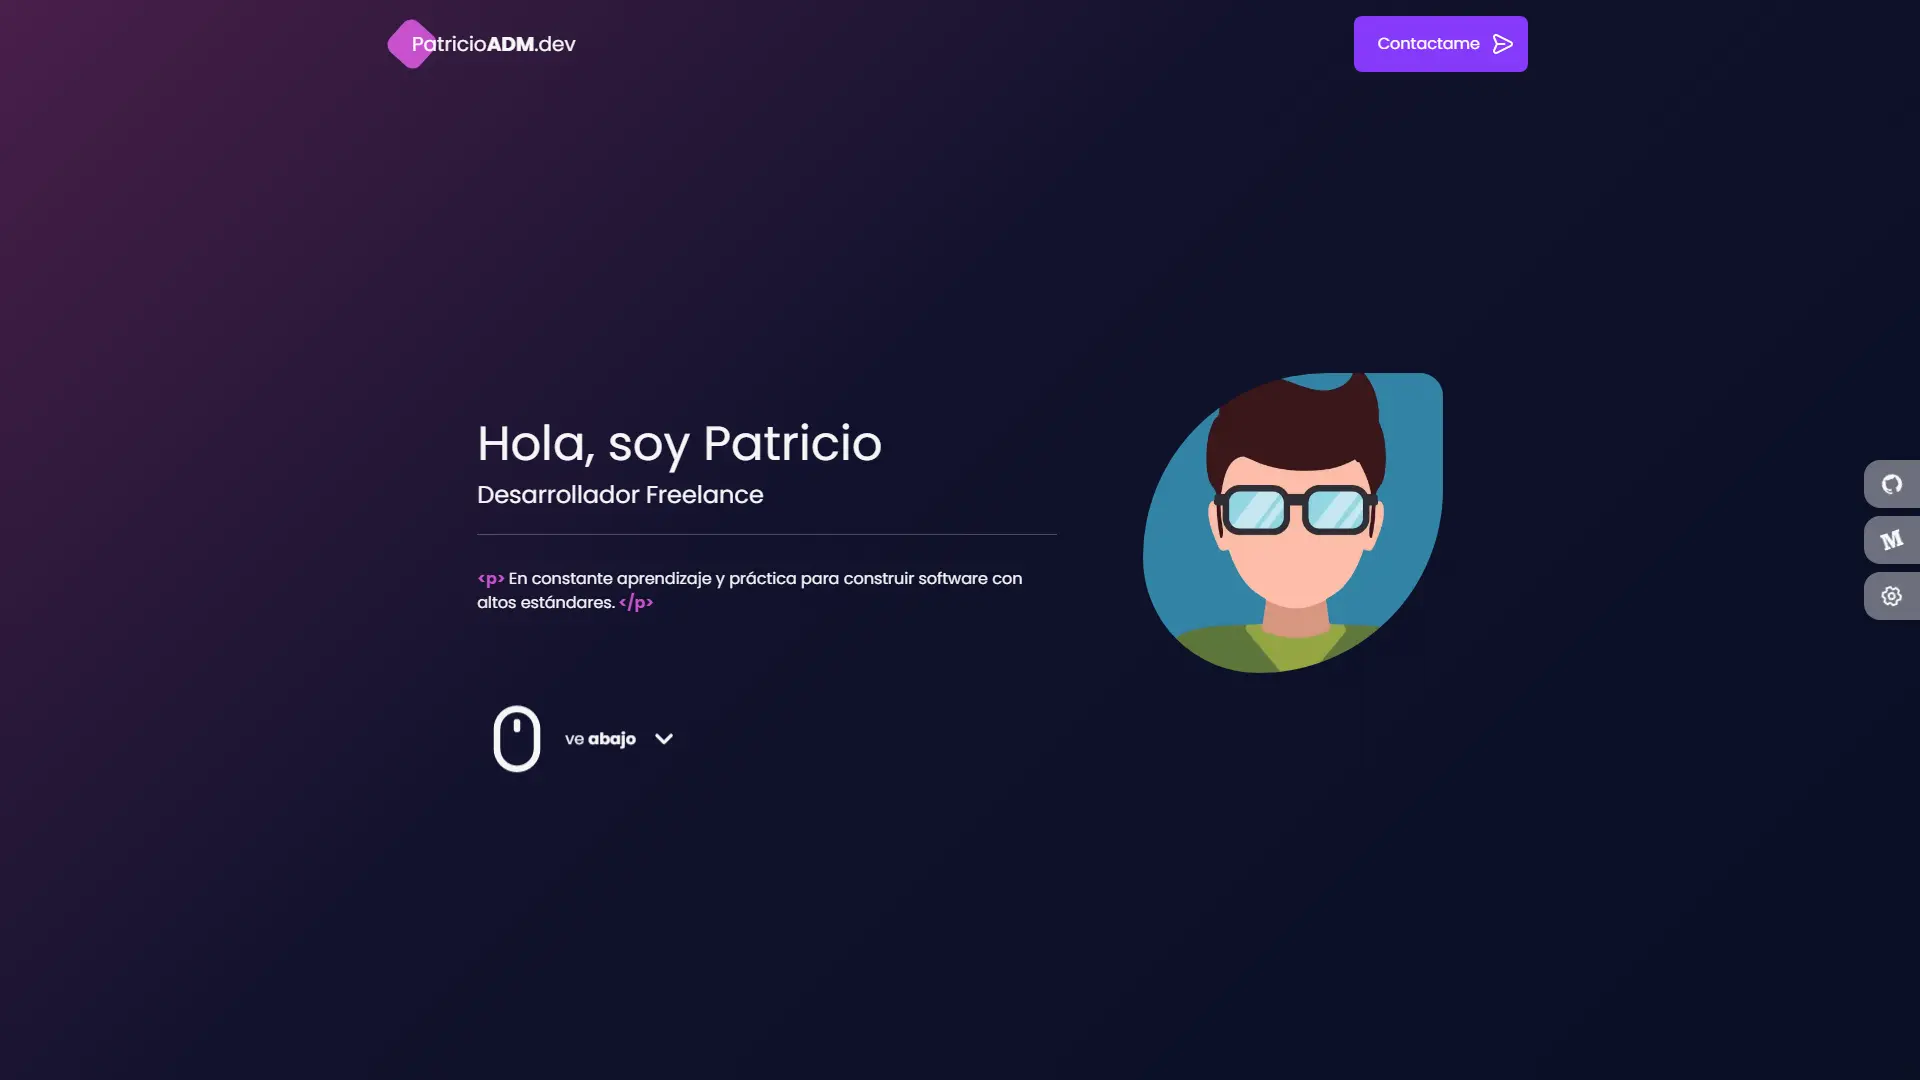 PatricioADM.dev
Contactame
Hola, soy Patricio
Desarrollador Freelance
<p> En constante aprendizaje y práctica para construir software con
altos estándares. </p>
ve abajo